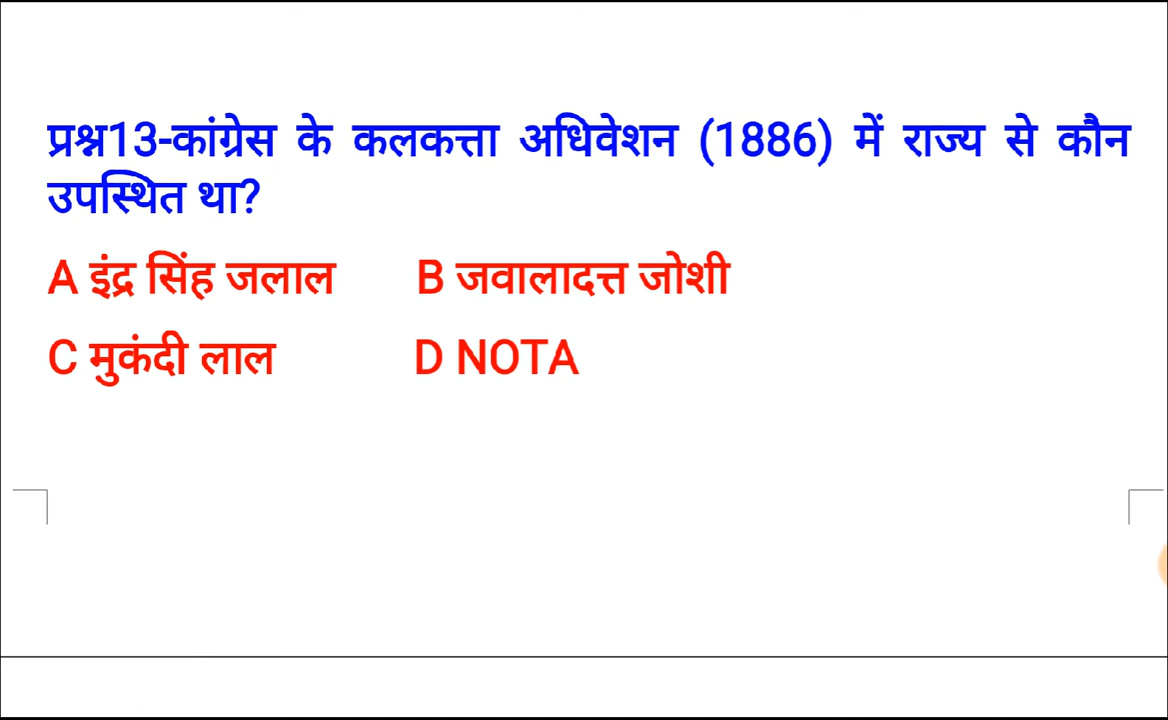 प्रश्न13-कांग्रेस के कलकत्ता अधिवेशन (1886) में राज्य से कौन
उपस्थित था?
A इंद्र सिंह जलाल B जवालादत्त जोशी
C मुकंदी लाल D NOTA